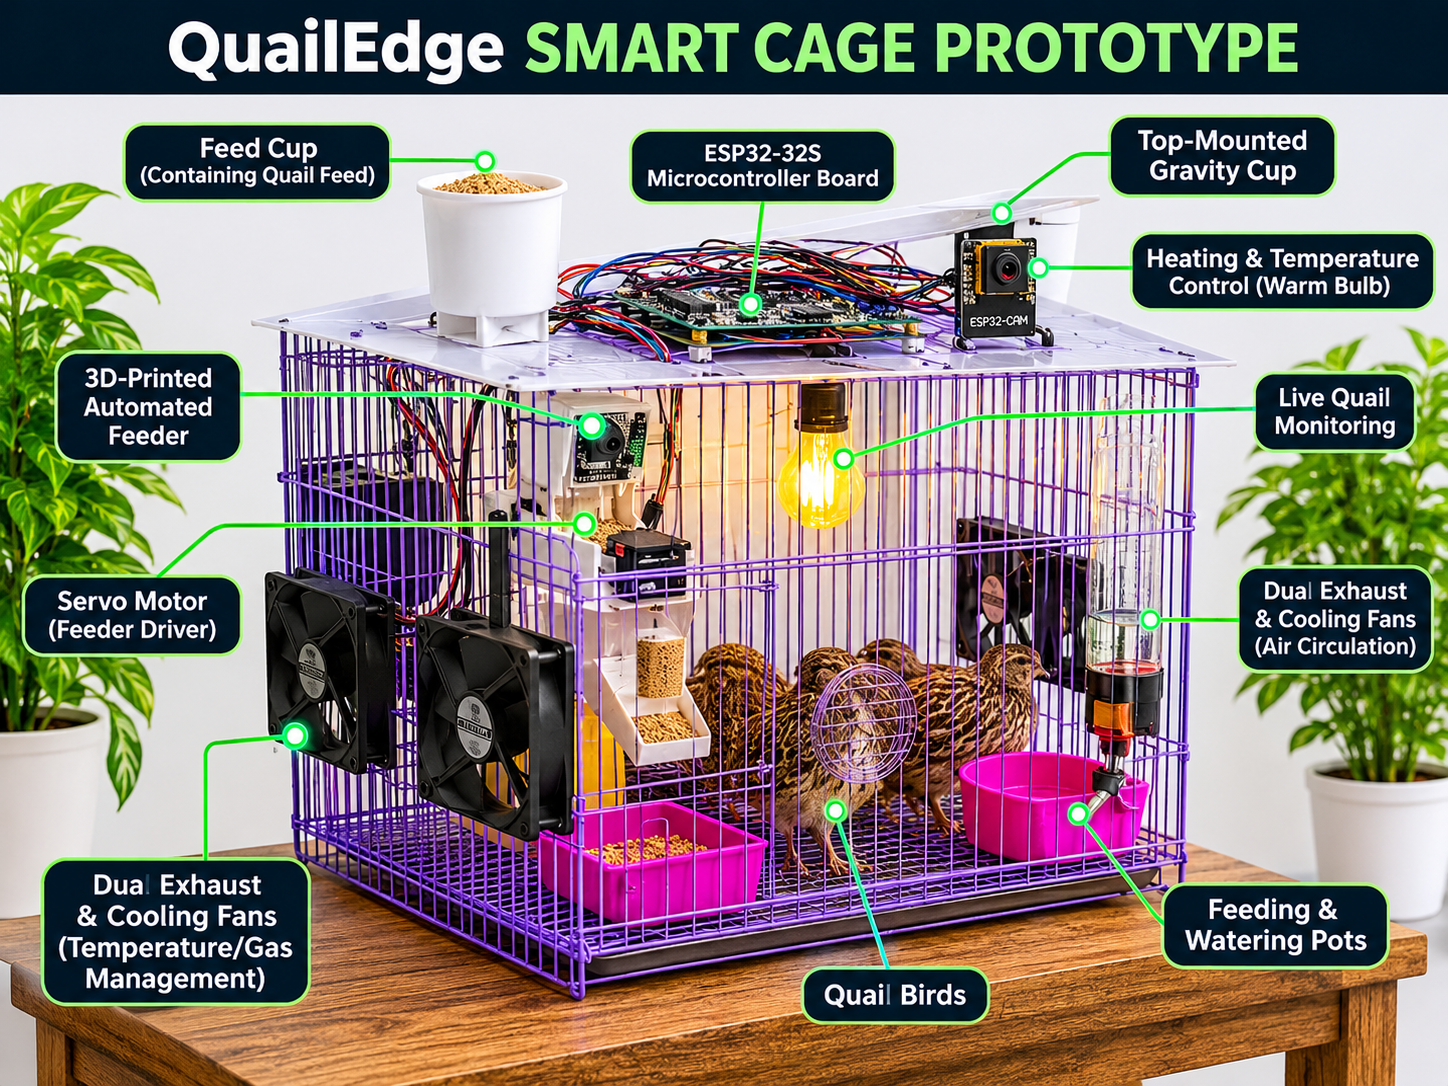 QuailEdge SMART CAGE PROTOTYPE
Feed Cup
(Containing Quail Feed)
ESP32-32S
Microcontroller Board
Top-Mounted
Gravity Cup
Heating & Temperature
Control (Warm Bulb)
ESP32-CAM
3D-Printed
Automated
Feeder
Live Quail
Monitoring
Servo Motor
(Feeder Driver)
Dual Exhaust
& Cooling Fans
(Air Circulation)
Dual Exhaust
& Cooling Fans
(Temperature/Gas
Management)
Feeding &
Watering Pots
Quail Birds